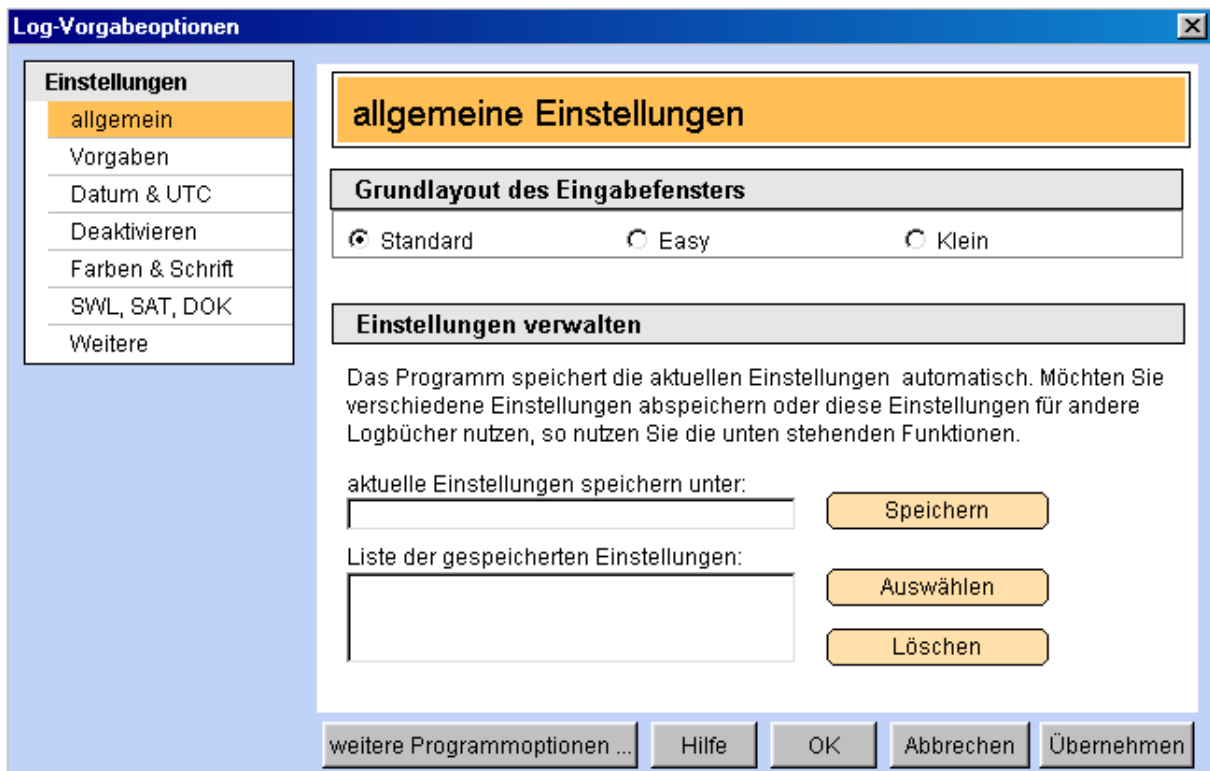 Log-Vorgabeoptionen
Einstellungen
allgemein
Vorgaben
Datum & UTC
Deaktivieren
Farben & Schrift
SWL, SAT, DOK
Weitere
allgemeine Einstellungen
Grundlayout des Eingabefensters
Standard Easy Klein
Einstellungen verwalten
Das Programm speichert die aktuellen Einstellungen automatisch. Möchten Sie
verschiedene Einstellungen abspeichern oder diese Einstellungen für andere
Logbücher nutzen, so nutzen Sie die unten stehenden Funktionen.
aktuelle Einstellungen speichern unter:
Speichern
Liste der gespeicherten Einstellungen:
Auswählen
Löschen
weitere Programmoptionen ... Hilfe OK Abbrechen Übernehmen